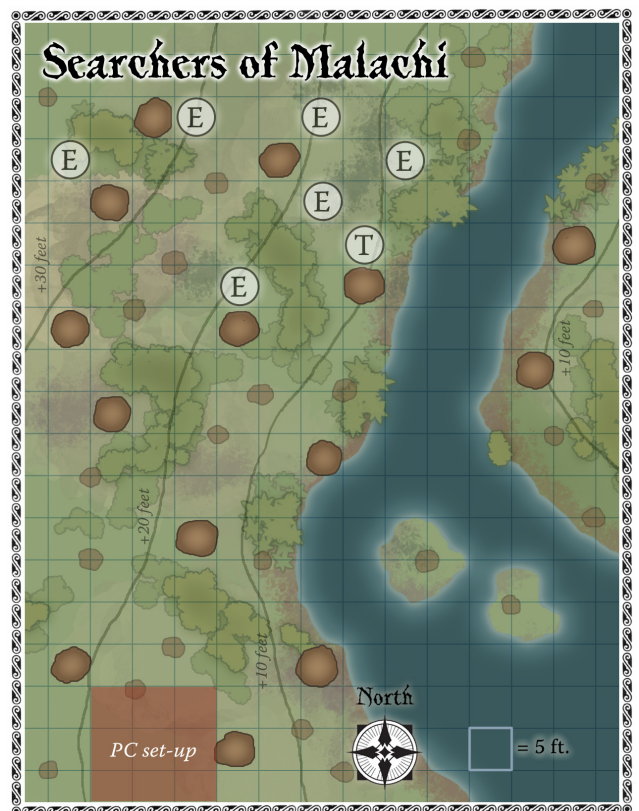 Searchers of Malachi
E
E
E
E
E
T
E
+30 feet
+10 feet
+20 feet
+10 feet
North
PC set-up
= 5 ft.